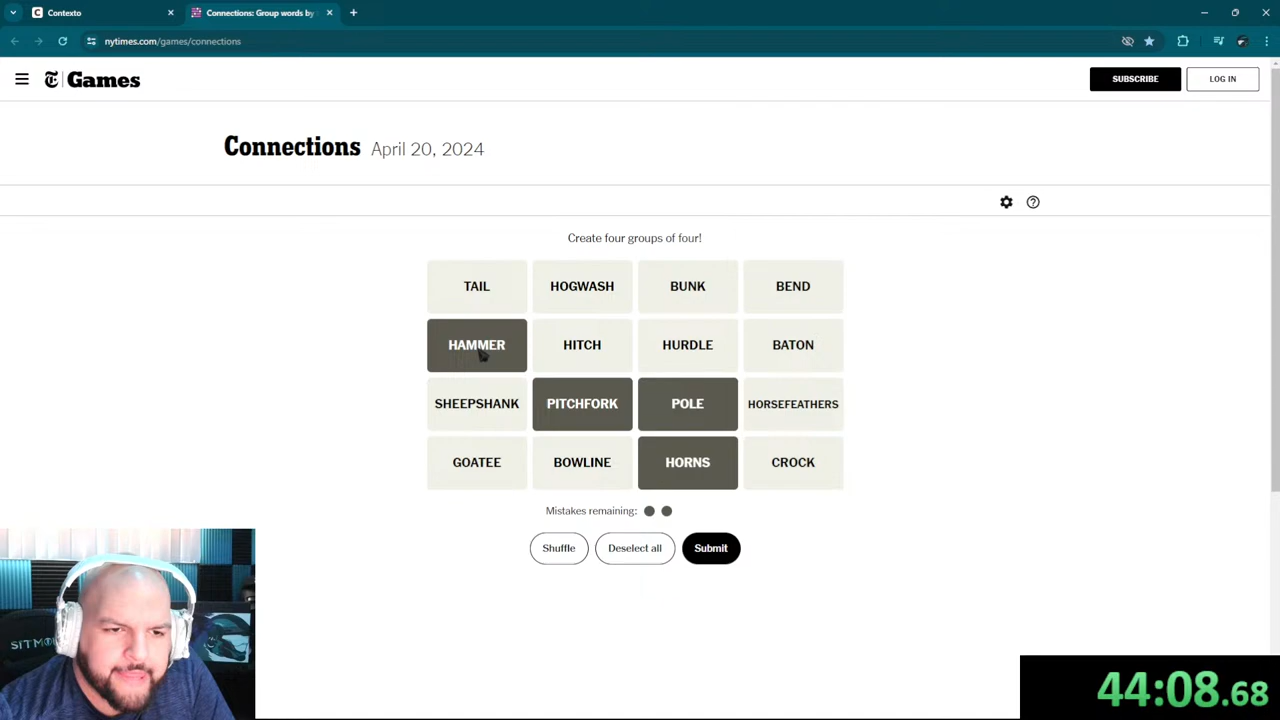 Contexto
Connections: Group words by
nytimes.com/games/connections
Games
SUBSCRIBE
LOG IN
Connections April 20, 2024
Create four groups of four!
TAIL HOGWASH BUNK BEND
HAMMER HITCH HURDLE BATON
SHEEPSHANK PITCHFORK POLE HORSEFEATHERS
GOATEE BOWLINE HORNS CROCK
Mistakes remaining:
Shuffle Deselect all Submit
44:08.68